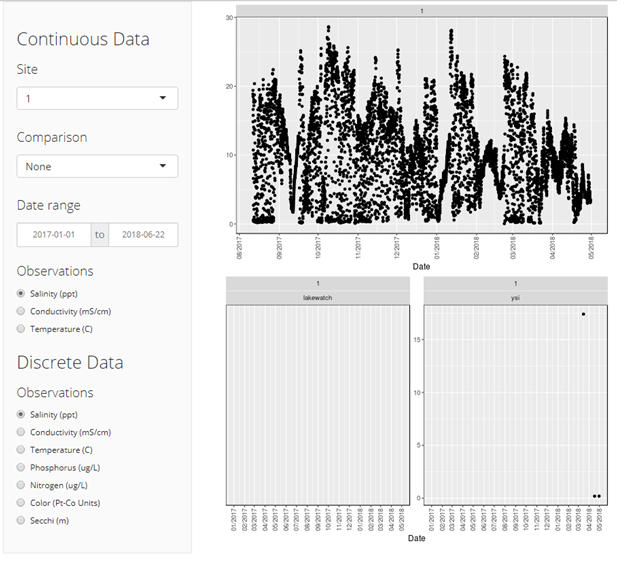 Continuous Data
Site
1
Comparison
None
Date range
2017-01-01 to 2018-06-22
Observations
Salinity (ppt)
Conductivity (mS/cm)
Temperature (C)
Discrete Data
Observations
Salinity (ppt)
Conductivity (mS/cm)
Temperature (C)
Phosphorus (ug/L)
Nitrogen (ug/L)
Color (Pt-Co Units)
Secchi (m)
1
30
20
10
0
08/2017 09/2017 10/2017 11/2017 12/2017 01/2018 02/2018 03/2018 04/2018 05/2018
Date
1 1
lakewatch ysi
15
10
5
0
01/2017 02/2017 03/2017 04/2017 05/2017 06/2017 07/2017 08/2017 09/2017 10/2017 11/2017 12/2017 01/2018 02/2018 03/2018 04/2018 05/2018 01/2017 02/2017 03/2017 04/2017 05/2017 06/2017 07/2017 08/2017 09/2017 10/2017 11/2017 12/2017 01/2018 02/2018 03/2018 04/2018 05/2018
Date